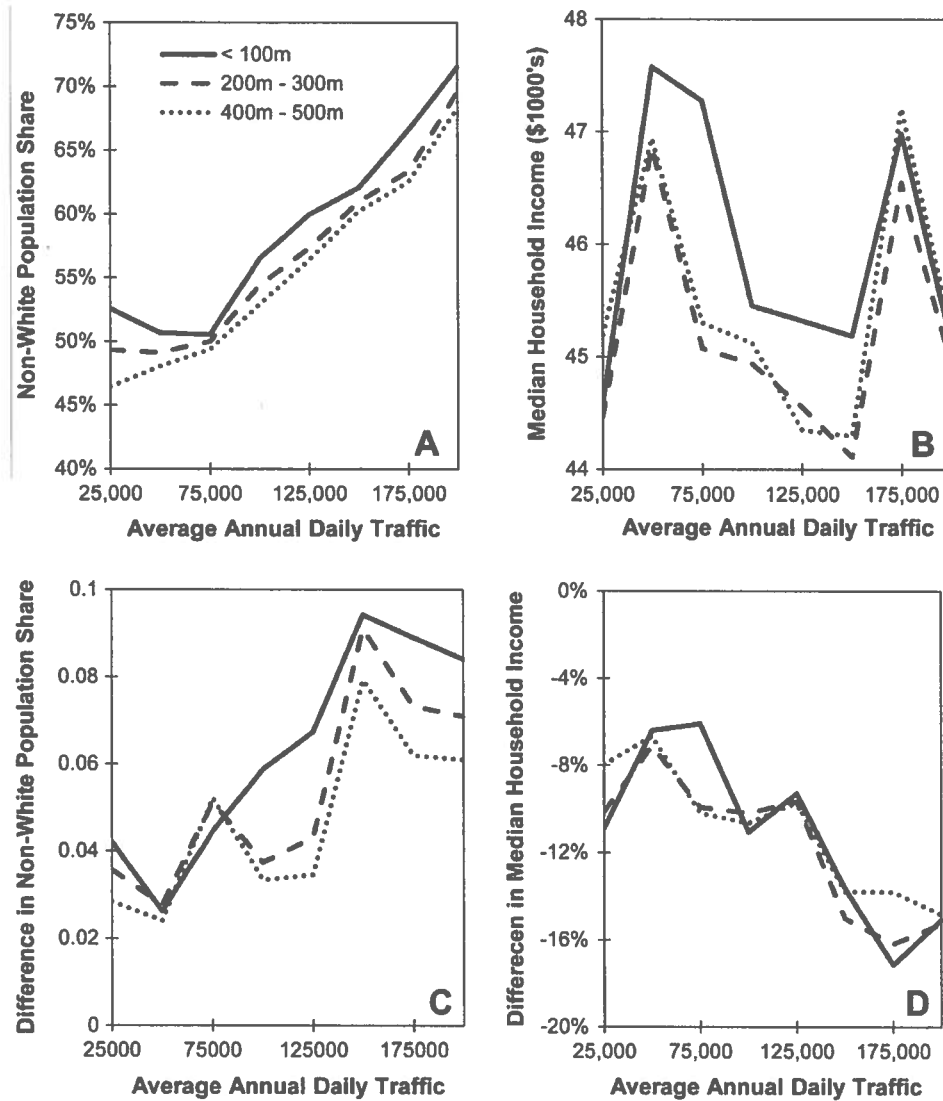 75%
70%
65%
60%
55%
50%
45%
40%
Non-White Population Share
< 100m
200m - 300m
400m - 500m
A
25,000 75,000 125,000 175,000
Average Annual Daily Traffic
48
47
46
45
44
Median Household Income ($1000's)
B
25,000 75,000 125,000 175,000
Average Annual Daily Traffic
0.1
0.08
0.06
0.04
0.02
0
Difference in Non-White Population Share
C
25000 75000 125000 175000
Average Annual Daily Traffic
0%
-4%
-8%
-12%
-16%
-20%
Differecen in Median Household Income
D
25,000 75,000 125,000 175,000
Average Annual Daily Traffic